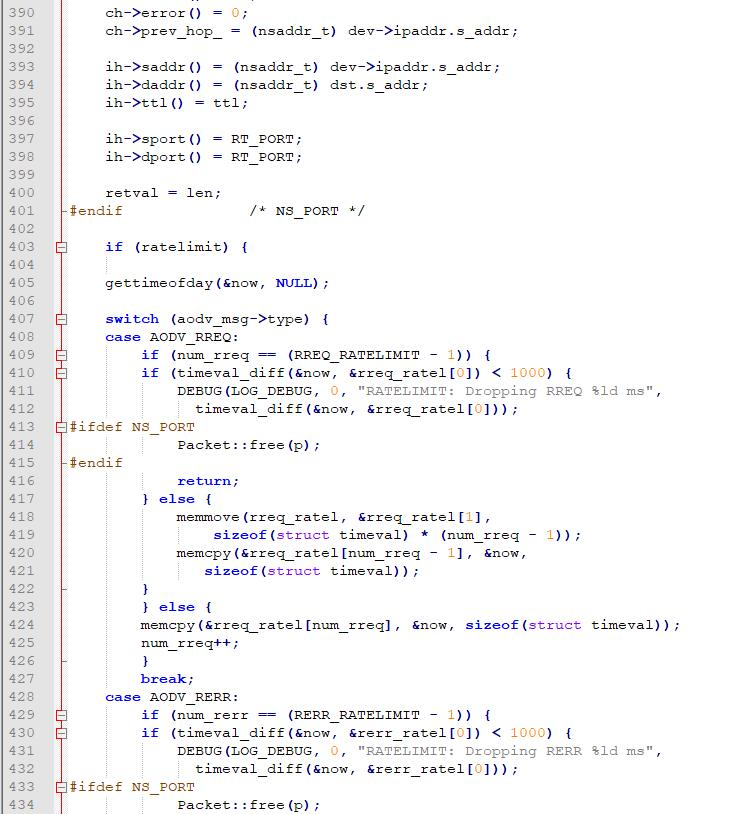 390 ch->error() = 0;
391 ch->prev_hop_ = (nsaddr_t) dev->ipaddr.s_addr;
392
393 ih->saddr() = (nsaddr_t) dev->ipaddr.s_addr;
394 ih->daddr() = (nsaddr_t) dst.s_addr;
395 ih->ttl() = ttl;
396
397 ih->sport() = RT_PORT;
398 ih->dport() = RT_PORT;
399
400 retval = len;
401 #endif /* NS_PORT */
402
403 if (ratelimit) {
404
405 gettimeofday(&now, NULL);
406
407 switch (aodv_msg->type) {
408 case AODV_RREQ:
409 if (num_rreq == (RREQ_RATELIMIT - 1)) {
410 if (timeval_diff(&now, &rreq_ratel[0]) < 1000) {
411 DEBUG(LOG_DEBUG, 0, "RATELIMIT: Dropping RREQ %ld ms",
412 timeval_diff(&now, &rreq_ratel[0]));
413 #ifdef NS_PORT
414 Packet::free(p);
415 #endif
416 return;
417 } else {
418 memmove(rreq_ratel, &rreq_ratel[1],
419 sizeof(struct timeval) * (num_rreq - 1));
420 memcpy(&rreq_ratel[num_rreq - 1], &now,
421 sizeof(struct timeval));
422 }
423 } else {
424 memcpy(&rreq_ratel[num_rreq], &now, sizeof(struct timeval));
425 num_rreq++;
426 }
427 break;
428 case AODV_RERR:
429 if (num_rerr == (RERR_RATELIMIT - 1)) {
430 if (timeval_diff(&now, &rerr_ratel[0]) < 1000) {
431 DEBUG(LOG_DEBUG, 0, "RATELIMIT: Dropping RERR %ld ms",
432 timeval_diff(&now, &rerr_ratel[0]));
433 #ifdef NS_PORT
434 Packet::free(p);